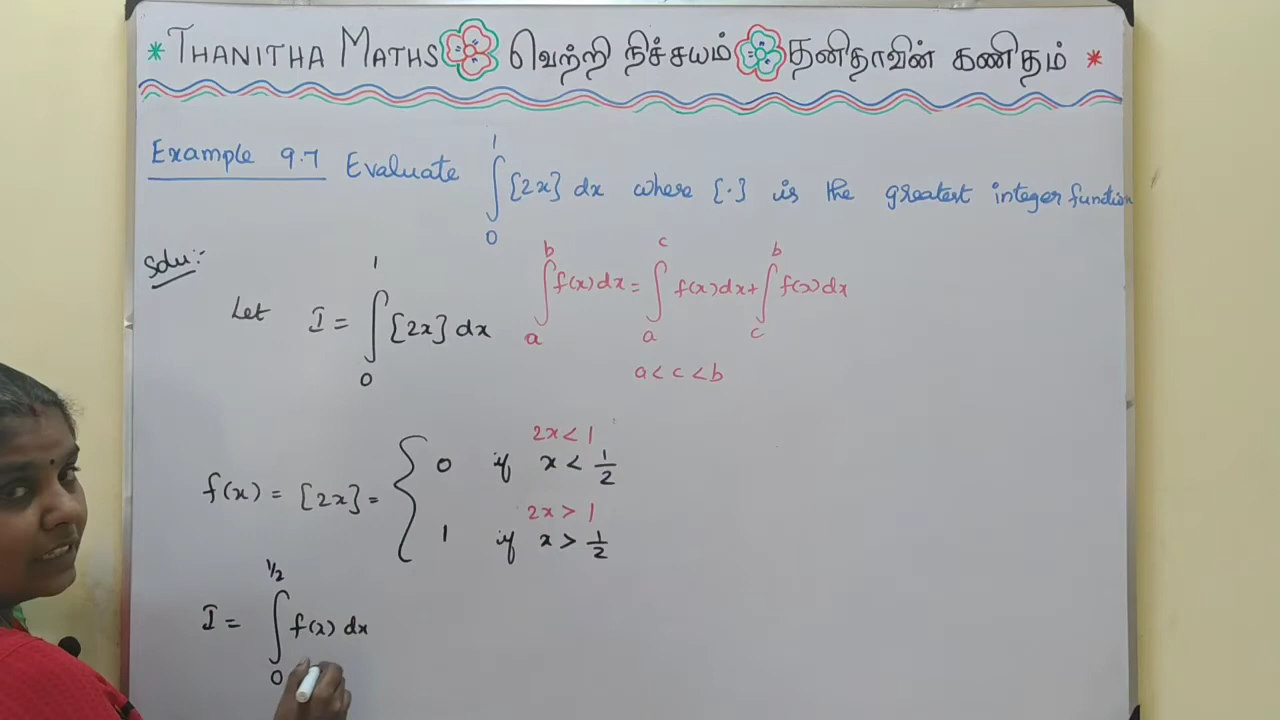 * THANITHA MATHS வெற்றி நிச்சயம் தனிதாவின் கணிதம் *
Example 9.7 Evaluate ∫₀¹ [2x] dx where [·] is the greatest integer function
Solu:-
Let I = ∫₀¹ [2x] dx
∫ₐᵇ f(x) dx = ∫ₐᶜ f(x) dx + ∫_c^b f(x) dx
a < c < b
2x < 1
0 if x < 1/2
f(x) = [2x] =
2x > 1
1 if x > 1/2
I = ∫₀^{1/2} f(x) dx